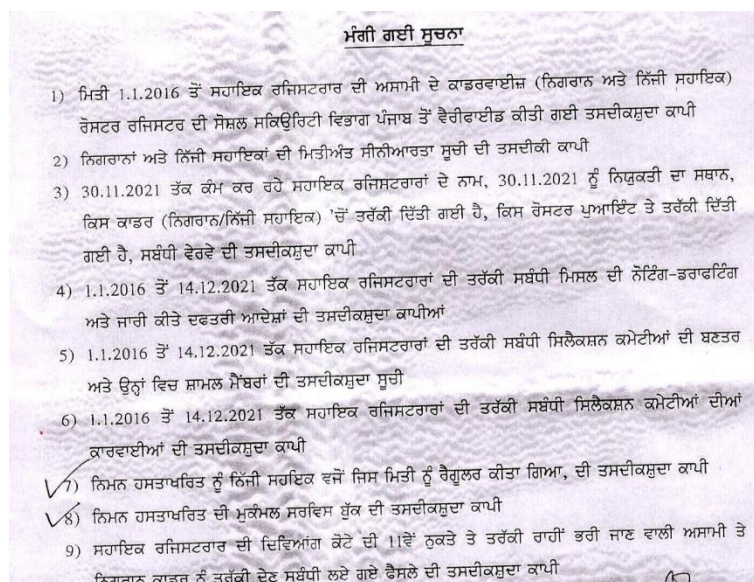 ਮੰਗੀ ਗਈ ਸੂਚਨਾ
1) ਮਿਤੀ 1.1.2016 ਤੋਂ ਸਹਾਇਕ ਰਜਿਸਟਰਾਰ ਦੀ ਅਸਾਮੀ ਦੇ ਕਾਡਰਵਾਈਜ਼ (ਨਿਗਰਾਨ ਅਤੇ ਨਿੱਜੀ ਸਹਾਇਕ)
ਰੋਸਟਰ ਰਜਿਸਟਰ ਦੀ ਸੋਸ਼ਲ ਸਕਿਉਰਿਟੀ ਵਿਭਾਗ ਪੰਜਾਬ ਤੋਂ ਵੈਰੀਫਾਈਡ ਕੀਤੀ ਗਈ ਤਸਦੀਕਸ਼ੁਦਾ ਕਾਪੀ
2) ਨਿਗਰਾਨਾਂ ਅਤੇ ਨਿੱਜੀ ਸਹਾਇਕਾਂ ਦੀ ਮਿਤੀਅੰਤ ਸੀਨੀਆਰਤਾ ਸੂਚੀ ਦੀ ਤਸਦੀਕੀ ਕਾਪੀ
3) 30.11.2021 ਤੱਕ ਕੰਮ ਕਰ ਰਹੇ ਸਹਾਇਕ ਰਜਿਸਟਰਾਰਾਂ ਦੇ ਨਾਮ, 30.11.2021 ਨੂੰ ਨਿਯੁਕਤੀ ਦਾ ਸਥਾਨ,
ਕਿਸ ਕਾਡਰ (ਨਿਗਰਾਨ/ਨਿੱਜੀ ਸਹਾਇਕ) 'ਚੋਂ ਤਰੱਕੀ ਦਿੱਤੀ ਗਈ ਹੈ, ਕਿਸ ਰੋਸਟਰ ਪੁਆਇੰਟ ਤੇ ਤਰੱਕੀ ਦਿੱਤੀ
ਗਈ ਹੈ, ਸਬੰਧੀ ਵੇਰਵੇ ਦੀ ਤਸਦੀਕਸ਼ੁਦਾ ਕਾਪੀ
4) 1.1.2016 ਤੋਂ 14.12.2021 ਤੱਕ ਸਹਾਇਕ ਰਜਿਸਟਰਾਰਾਂ ਦੀ ਤਰੱਕੀ ਸਬੰਧੀ ਮਿਸਲ ਦੀ ਨੋਟਿੰਗ-ਡਰਾਫਟਿੰਗ
ਅਤੇ ਜਾਰੀ ਕੀਤੇ ਦਫਤਰੀ ਆਦੇਸ਼ਾਂ ਦੀ ਤਸਦੀਕਸ਼ੁਦਾ ਕਾਪੀਆਂ
5) 1.1.2016 ਤੋਂ 14.12.2021 ਡੱਕ ਸਹਾਇਕ ਰਜਿਸਟਰਾਰਾਂ ਦੀ ਤਰੱਕੀ ਸਬੰਧੀ ਸਿਲੈਕਸ਼ਨ ਕਮੇਟੀਆਂ ਦੀ ਬਣਤਰ
ਅਤੇ ਉਨ੍ਹਾਂ ਵਿਚ ਸ਼ਾਮਲ ਮੈਂਬਰਾਂ ਦੀ ਤਸਦੀਕਸ਼ੁਦਾ ਸੂਚੀ
6) 1.1.2016 ਤੋਂ 14.12.2021 ਤੱਕ ਸਹਾਇਕ ਰਜਿਸਟਰਾਰਾਂ ਦੀ ਤਰੱਕੀ ਸਬੰਧੀ ਸਿਲੈਕਸ਼ਨ ਕਮੇਟੀਆਂ ਦੀਆਂ
ਕਾਰਵਾਈਆਂ ਦੀ ਤਸਦੀਕਸ਼ੁਦਾ ਕਾਪੀ
7) ਨਿਮਨ ਹਸਤਾਖਰਿਤ ਨੂੰ ਨਿੱਜੀ ਸਹਇਕ ਵਜੋਂ ਜਿਸ ਮਿਤੀ ਨੂੰ ਰੈਗੂਲਰ ਕੀਤਾ ਗਿਆ, ਦੀ ਤਸਦੀਕਸ਼ੁਦਾ ਕਾਪੀ
8) ਨਿਮਨ ਹਸਤਾਖਰਿਤ ਦੀ ਮੁਕੰਮਲ ਸਰਵਿਸ ਬੁੱਕ ਦੀ ਤਸਦੀਕਸ਼ੁਦਾ ਕਾਪੀ
9) ਸਹਾਇਕ ਰਜਿਸਟਰਾਰ ਦੀ ਦਿਵਿਆਂਗ ਕੋਟੇ ਦੀ 11ਵੇਂ ਨੁਕਤੇ ਤੇ ਤਰੱਕੀ ਰਾਹੀਂ ਭਰੀ ਜਾਣ ਵਾਲੀ ਅਸਾਮੀ ਤੇ
ਨਿਗਰਾਨ ਕਾਡਰ ਨੂੰ ਤਰੱਕੀ ਦੇਣ ਸਬੰਧੀ ਲਏ ਗਏ ਫੈਸਲੇ ਦੀ ਤਸਦੀਕਸ਼ੁਦਾ ਕਾਪੀ